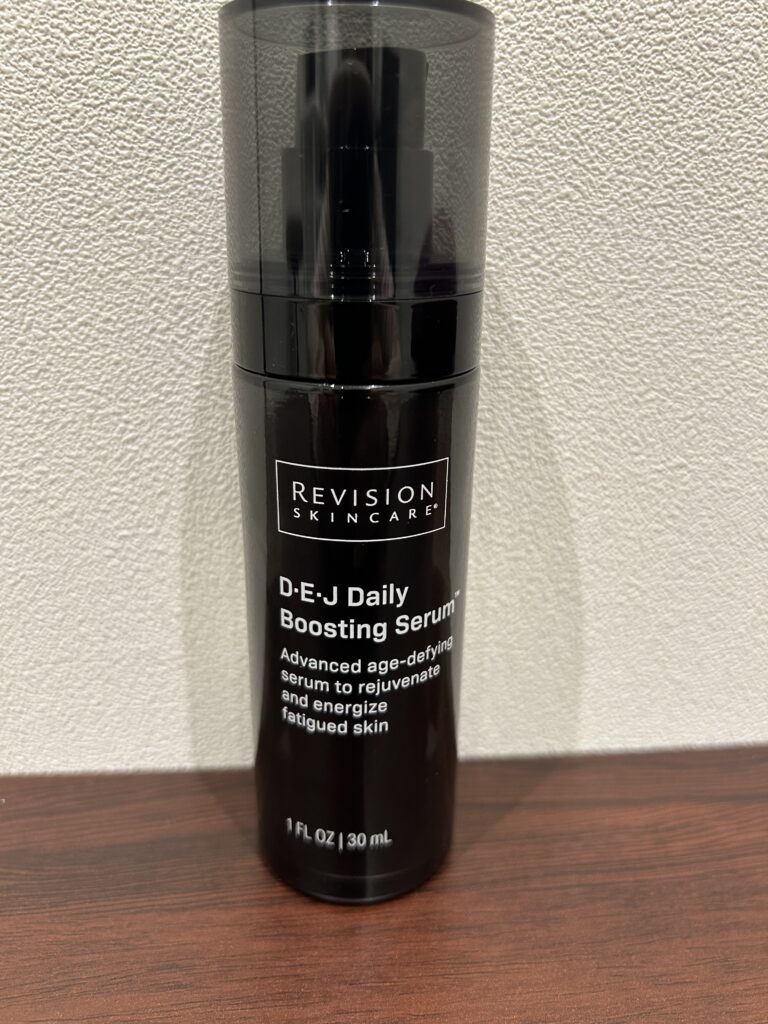 REVISION
SKINCARE®
D·E·J Daily
Boosting Serum™
Advanced age-defying
serum to rejuvenate
and energize
fatigued skin
1 FL OZ | 30 mL